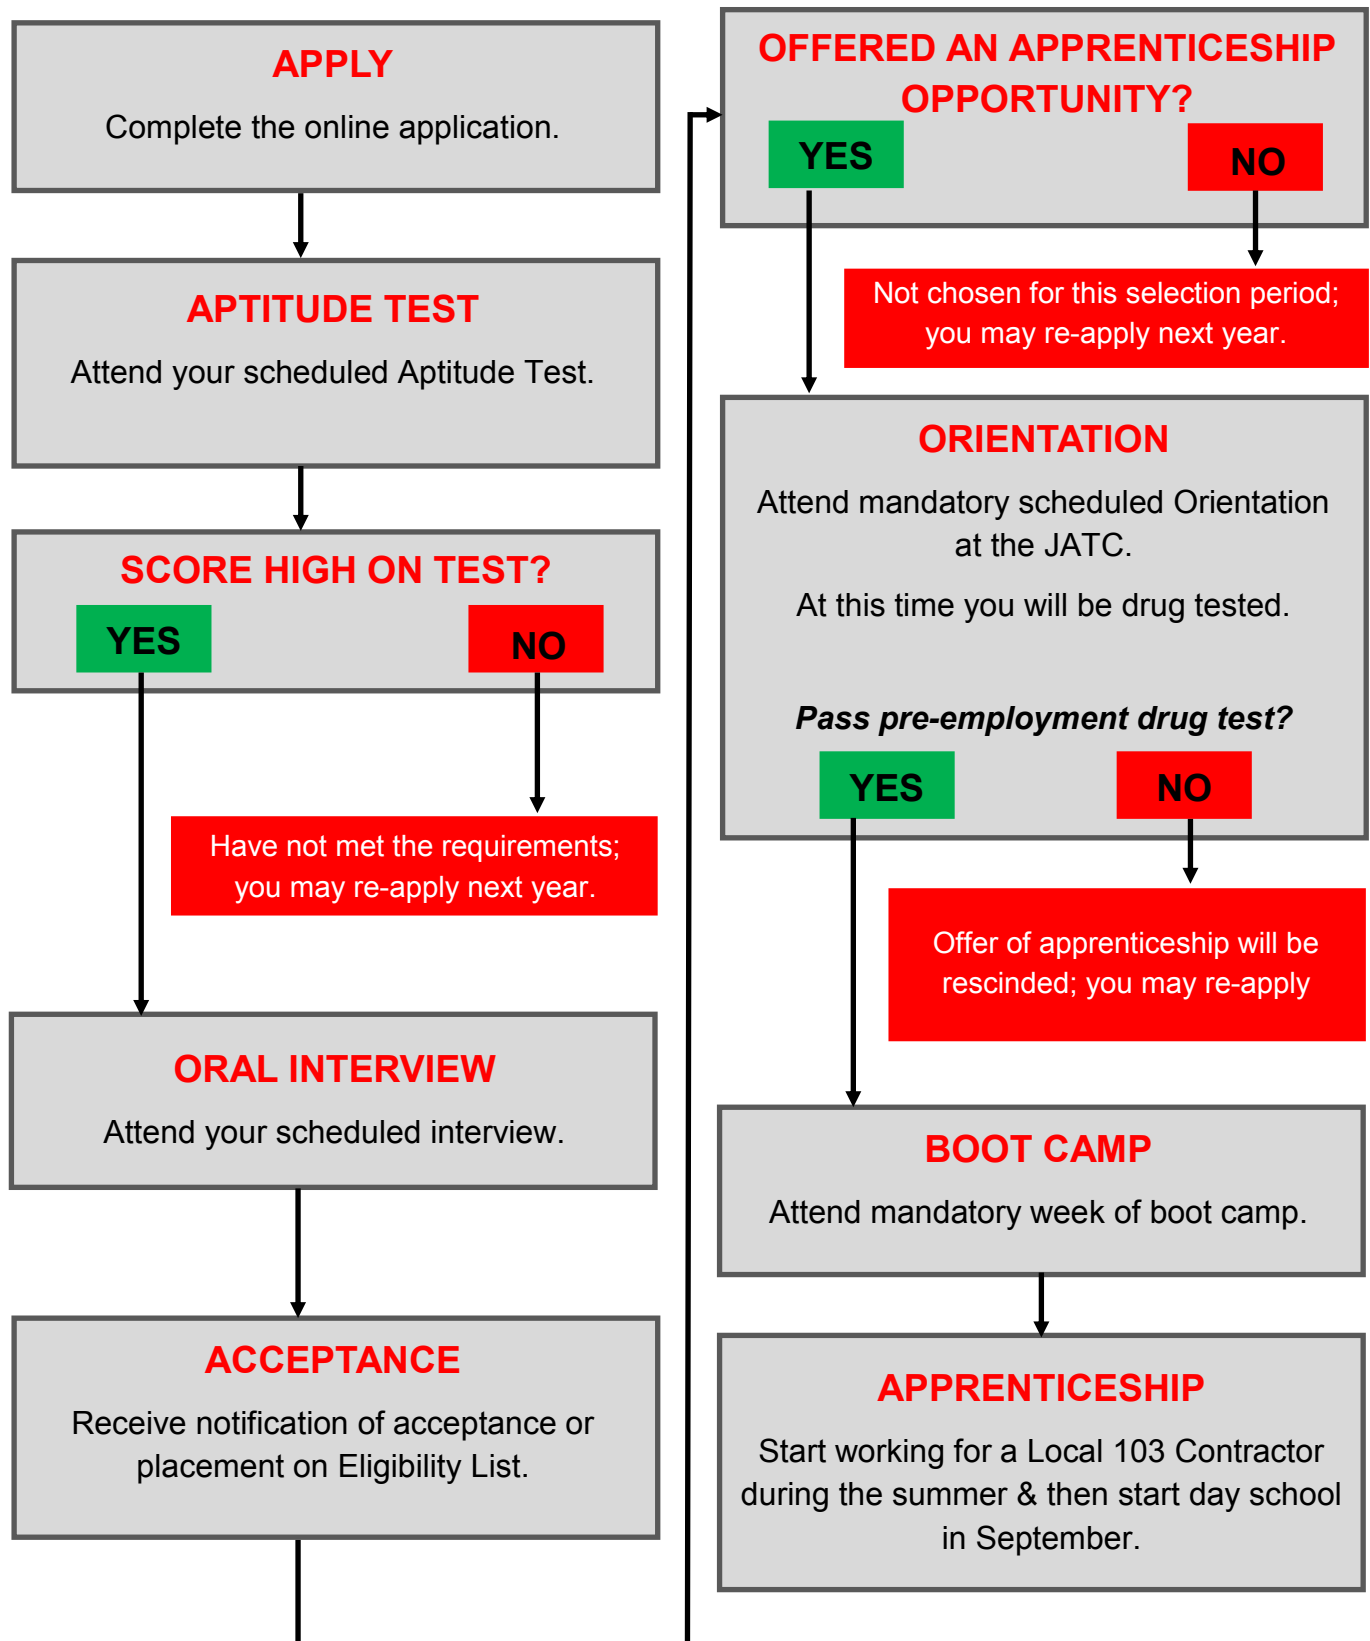 APPLY
Complete the online application.
APTITUDE TEST
Attend your scheduled Aptitude Test.
SCORE HIGH ON TEST?
YES
NO
Have not met the requirements;
you may re-apply next year.
ORAL INTERVIEW
Attend your scheduled interview.
ACCEPTANCE
Receive notification of acceptance or
placement on Eligibility List.
OFFERED AN APPRENTICESHIP
OPPORTUNITY?
YES
NO
Not chosen for this selection period;
you may re-apply next year.
ORIENTATION
Attend mandatory scheduled Orientation
at the JATC.
At this time you will be drug tested.
Pass pre-employment drug test?
YES
NO
Offer of apprenticeship will be
rescinded; you may re-apply
BOOT CAMP
Attend mandatory week of boot camp.
APPRENTICESHIP
Start working for a Local 103 Contractor
during the summer & then start day school
in September.